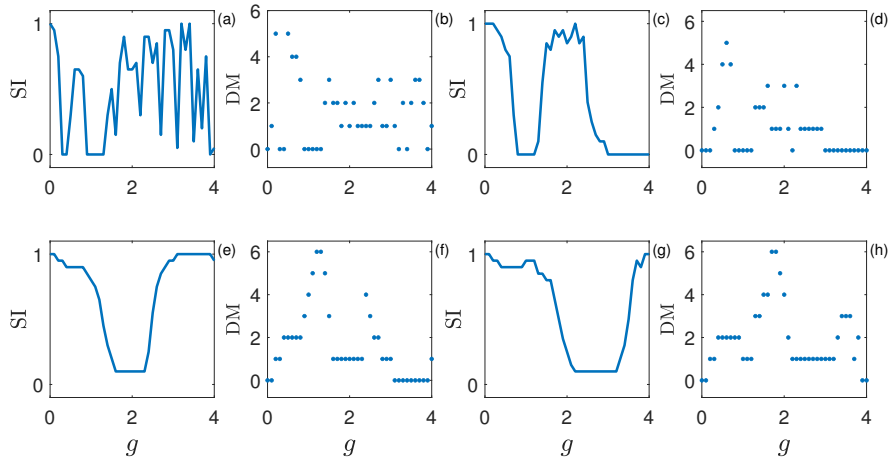 (a) (b) (c) (d)
1 6 1 6
SI DM SI DM
4 4
2 2
0 0 0 0
0 2 4 0 2 4 0 2 4 0 2 4
(e) (f) (g) (h)
1 6 1 6
SI DM SI DM
4 4
2 2
0 0 0 0
0 2 4 0 2 4 0 2 4 0 2 4
g g g g